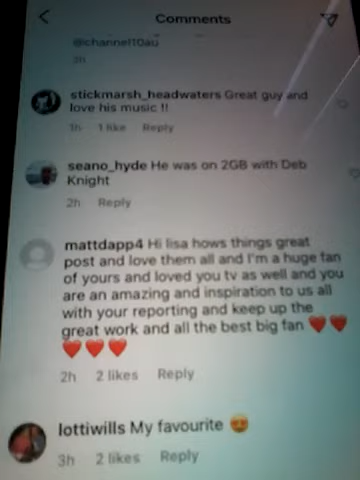 Comments
@channel10au
3h
stickmarsh_headwaters Great guy and
love his music !!
1h 1 like Reply
seano_hyde He was on 2GB with Deb
Knight
2h Reply
mattdapp4 Hi lisa hows things great
post and love them all and I'm a huge fan
of yours and loved you tv as well and you
are an amazing and inspiration to us all
with your reporting and keep up the
great work and all the best big fan ❤️❤️
❤️❤️❤️
2h 2 likes Reply
lottiwills My favourite 😍
3h 2 likes Reply